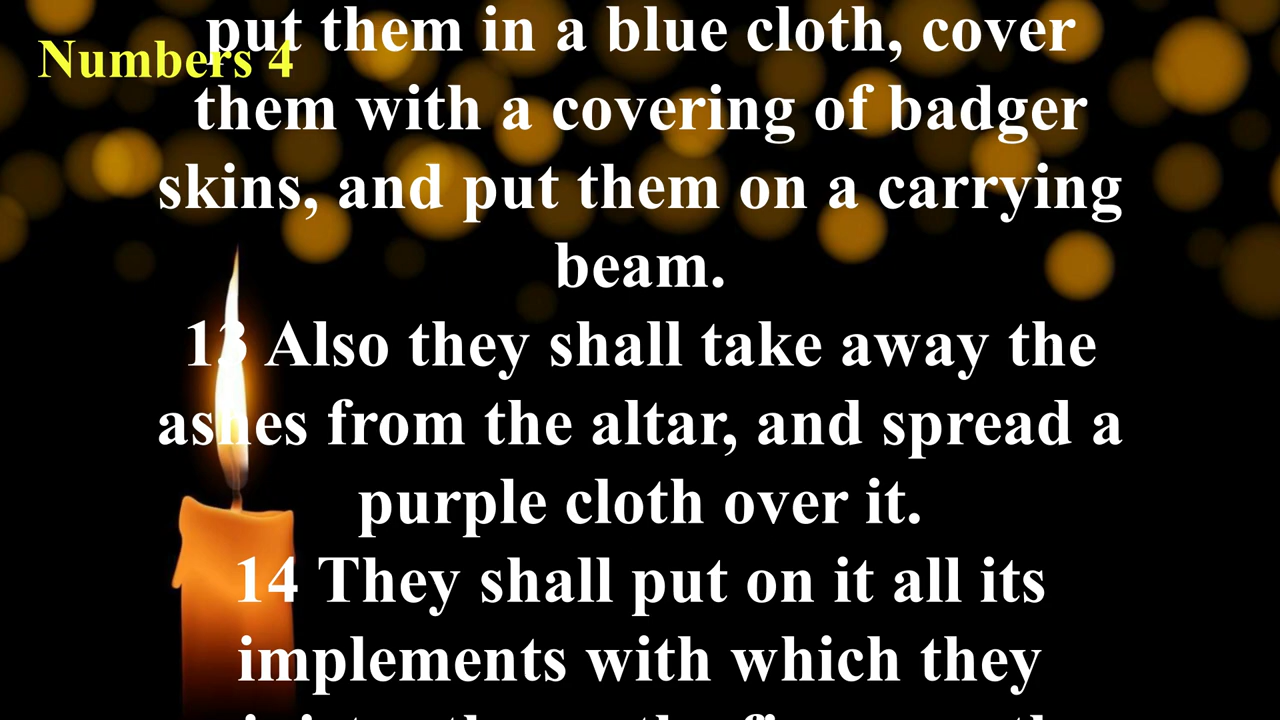 Numbers 4
put them in a blue cloth, cover
them with a covering of badger
skins, and put them on a carrying
beam.
13 Also they shall take away the
ashes from the altar, and spread a
purple cloth over it.
14 They shall put on it all its
implements with which they